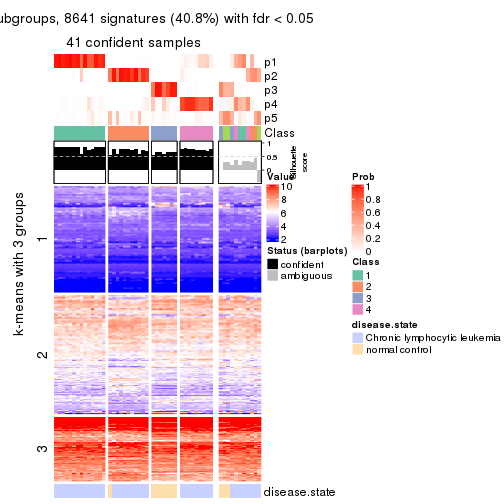 ubgroups, 8641 signatures (40.8%) with fdr < 0.05
41 confident samples
p1
p2
p3
p4
p5
Class
1
0.5
0
Silhouette
score
k-means with 3 groups
1
2
3
disease.state
Value
10
8
6
4
2
Status (barplots)
confident
ambiguous
Prob
1
0.8
0.6
0.4
0.2
0
Class
1
2
3
4
disease.state
Chronic lymphocytic leukemia
normal control